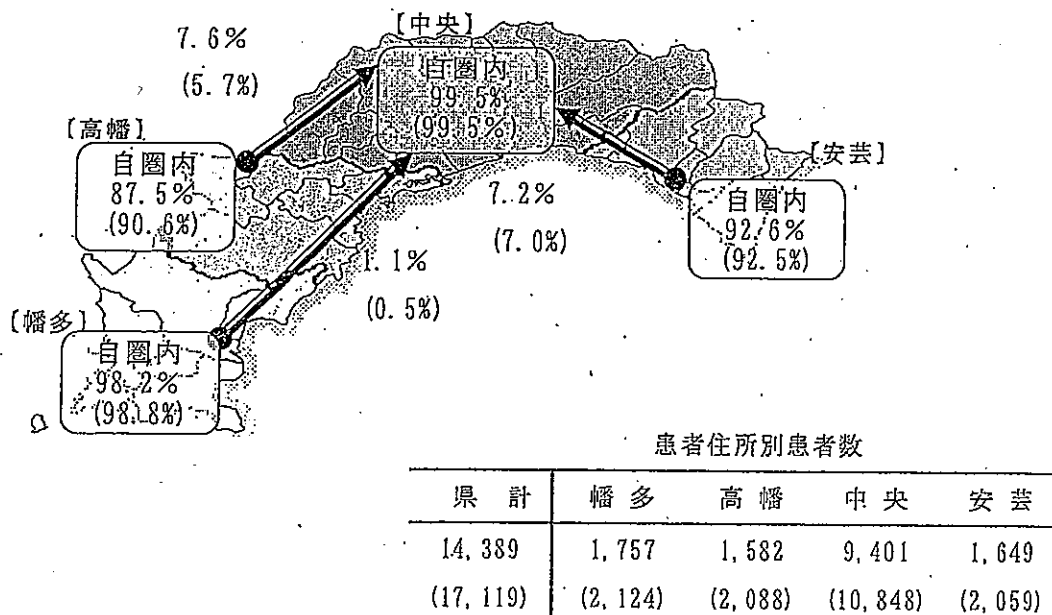 【中央】
7.6%
(5.7%)
自圏内
99.5%
(99.5%)
【高幡】
自圏内
87.5%
(90.6%)
【安芸】
自圏内
92.6%
(92.5%)
7.2%
(7.0%)
1.1%
(0.5%)
【幡多】
自圏内
98.2%
(98.8%)
患者住所別患者数
県計 幡多 高幡 中央 安芸
14,389 1,757 1,582 9,401 1,649
(17,119) (2,124) (2,088) (10,848) (2,059)